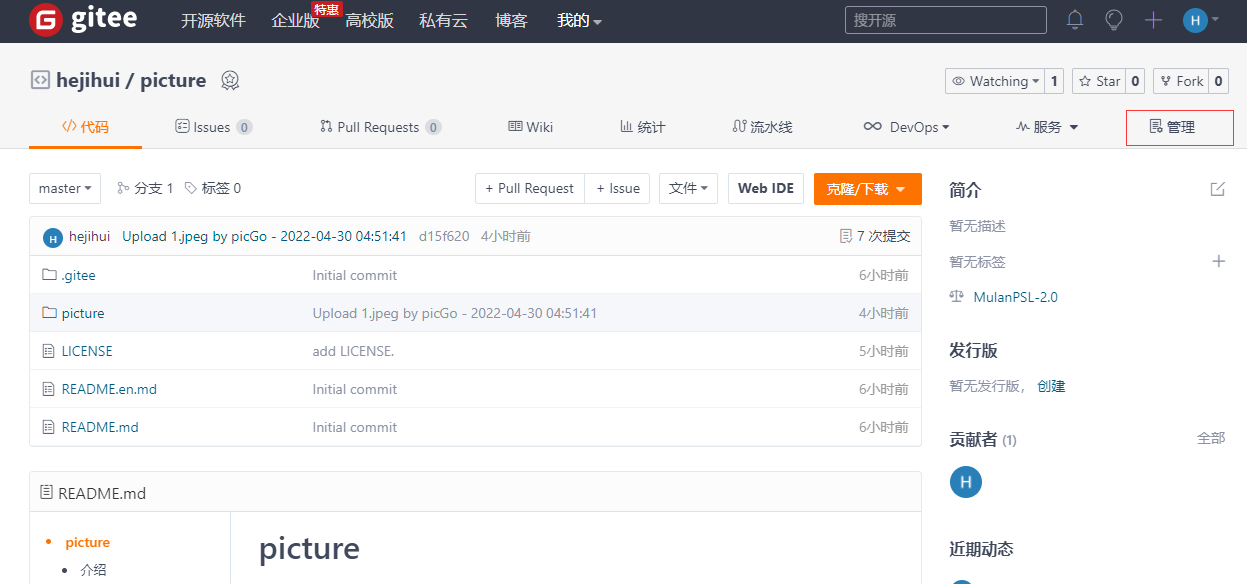 gitee 开源软件 企业版 特惠 高校版 私有云 博客 我的 搜开源 H
hejihui / picture Watching 1 Star 0 Fork 0
代码 Issues 0 Pull Requests 0 Wiki 统计 流水线 DevOps 服务 管理
master 分支 1 标签 0 + Pull Request + Issue 文件 Web IDE 克隆/下载
H hejihui Upload 1.jpeg by picGo - 2022-04-30 04:51:41 d15f620 4小时前 7 次提交
.gitee Initial commit 6小时前
picture Upload 1.jpeg by picGo - 2022-04-30 04:51:41 4小时前
LICENSE add LICENSE. 5小时前
README.en.md Initial commit 6小时前
README.md Initial commit 6小时前
README.md
picture
介绍
picture
简介
暂无描述
暂无标签
MulanPSL-2.0
发行版
暂无发行版， 创建
贡献者 (1) 全部
H
近期动态